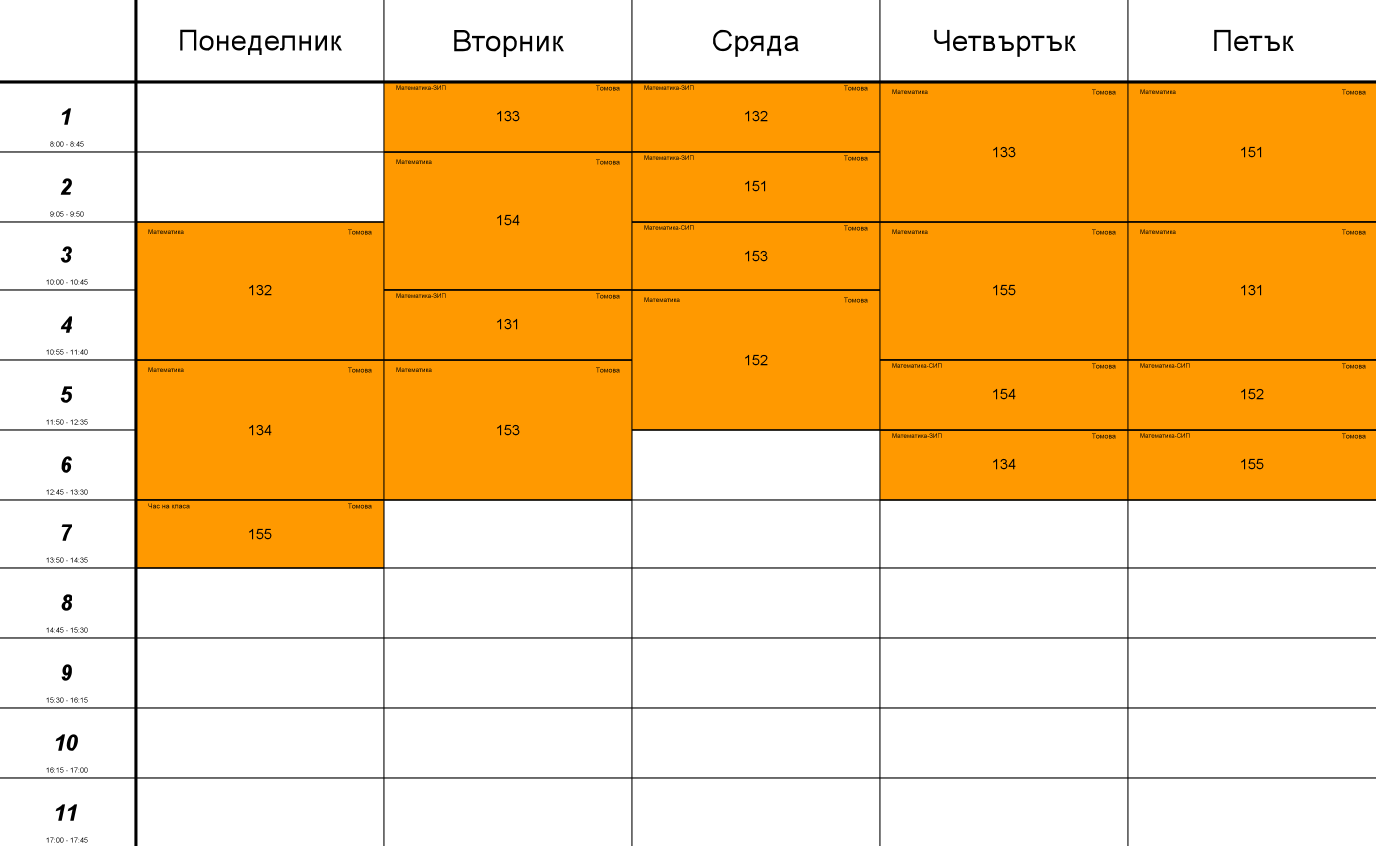 Понеделник Вторник Сряда Четвъртък Петък
1
8:00 - 8:45
Математика-ЗИП Томова
133
Математика-ЗИП Томова
132
Математика Томова
133
Математика Томова
151
2
9:05 - 9:50
Математика Томова
154
Математика-ЗИП Томова
151
3
10:00 - 10:45
Математика Томова
132
Математика-СИП Томова
153
Математика Томова
155
Математика Томова
131
4
10:55 - 11:40
Математика-ЗИП Томова
131
Математика Томова
152
5
11:50 - 12:35
Математика Томова
134
Математика Томова
153
Математика-СИП Томова
154
Математика-СИП Томова
152
6
12:45 - 13:30
Математика-ЗИП Томова
134
Математика-СИП Томова
155
7
13:50 - 14:35
Час на класа Томова
155
8
14:45 - 15:30
9
15:30 - 16:15
10
16:15 - 17:00
11
17:00 - 17:45